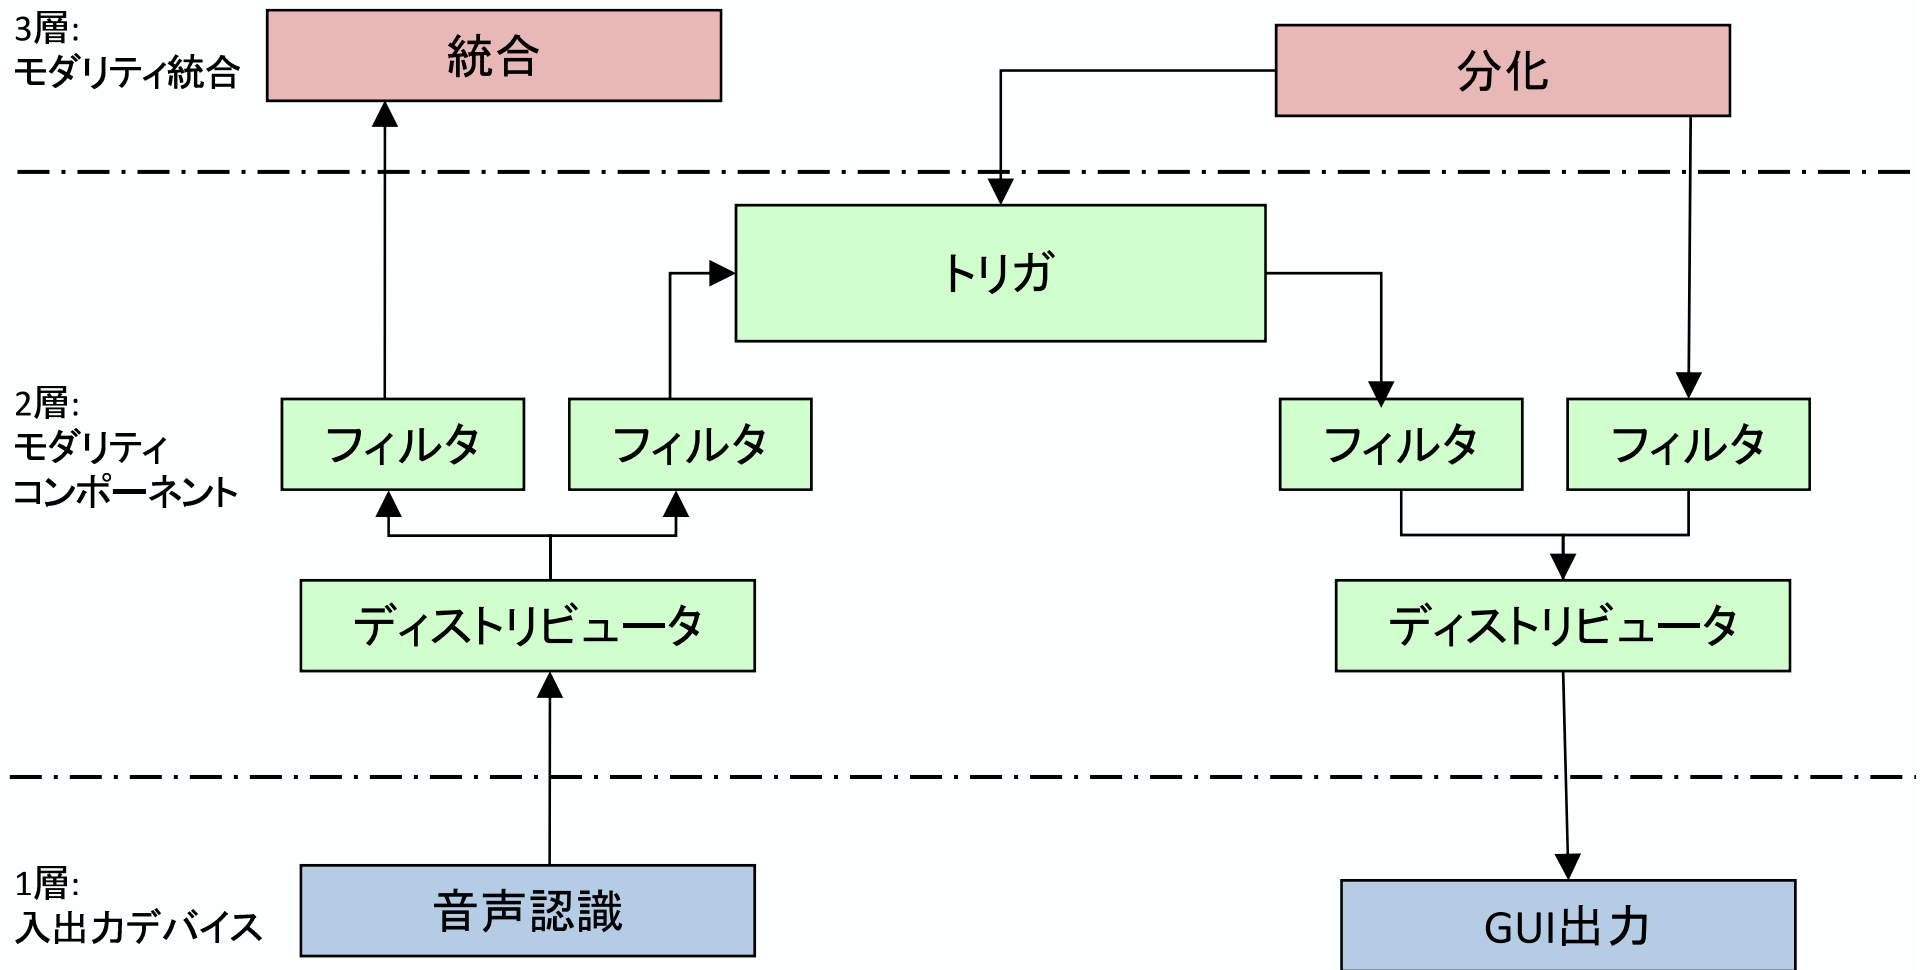 3層:
モダリティ統合
統合
分化
トリガ
2層:
モダリティ
コンポーネント
フィルタ
フィルタ
フィルタ
フィルタ
ディストリビュータ
ディストリビュータ
1層:
入出力デバイス
音声認識
GUI出力